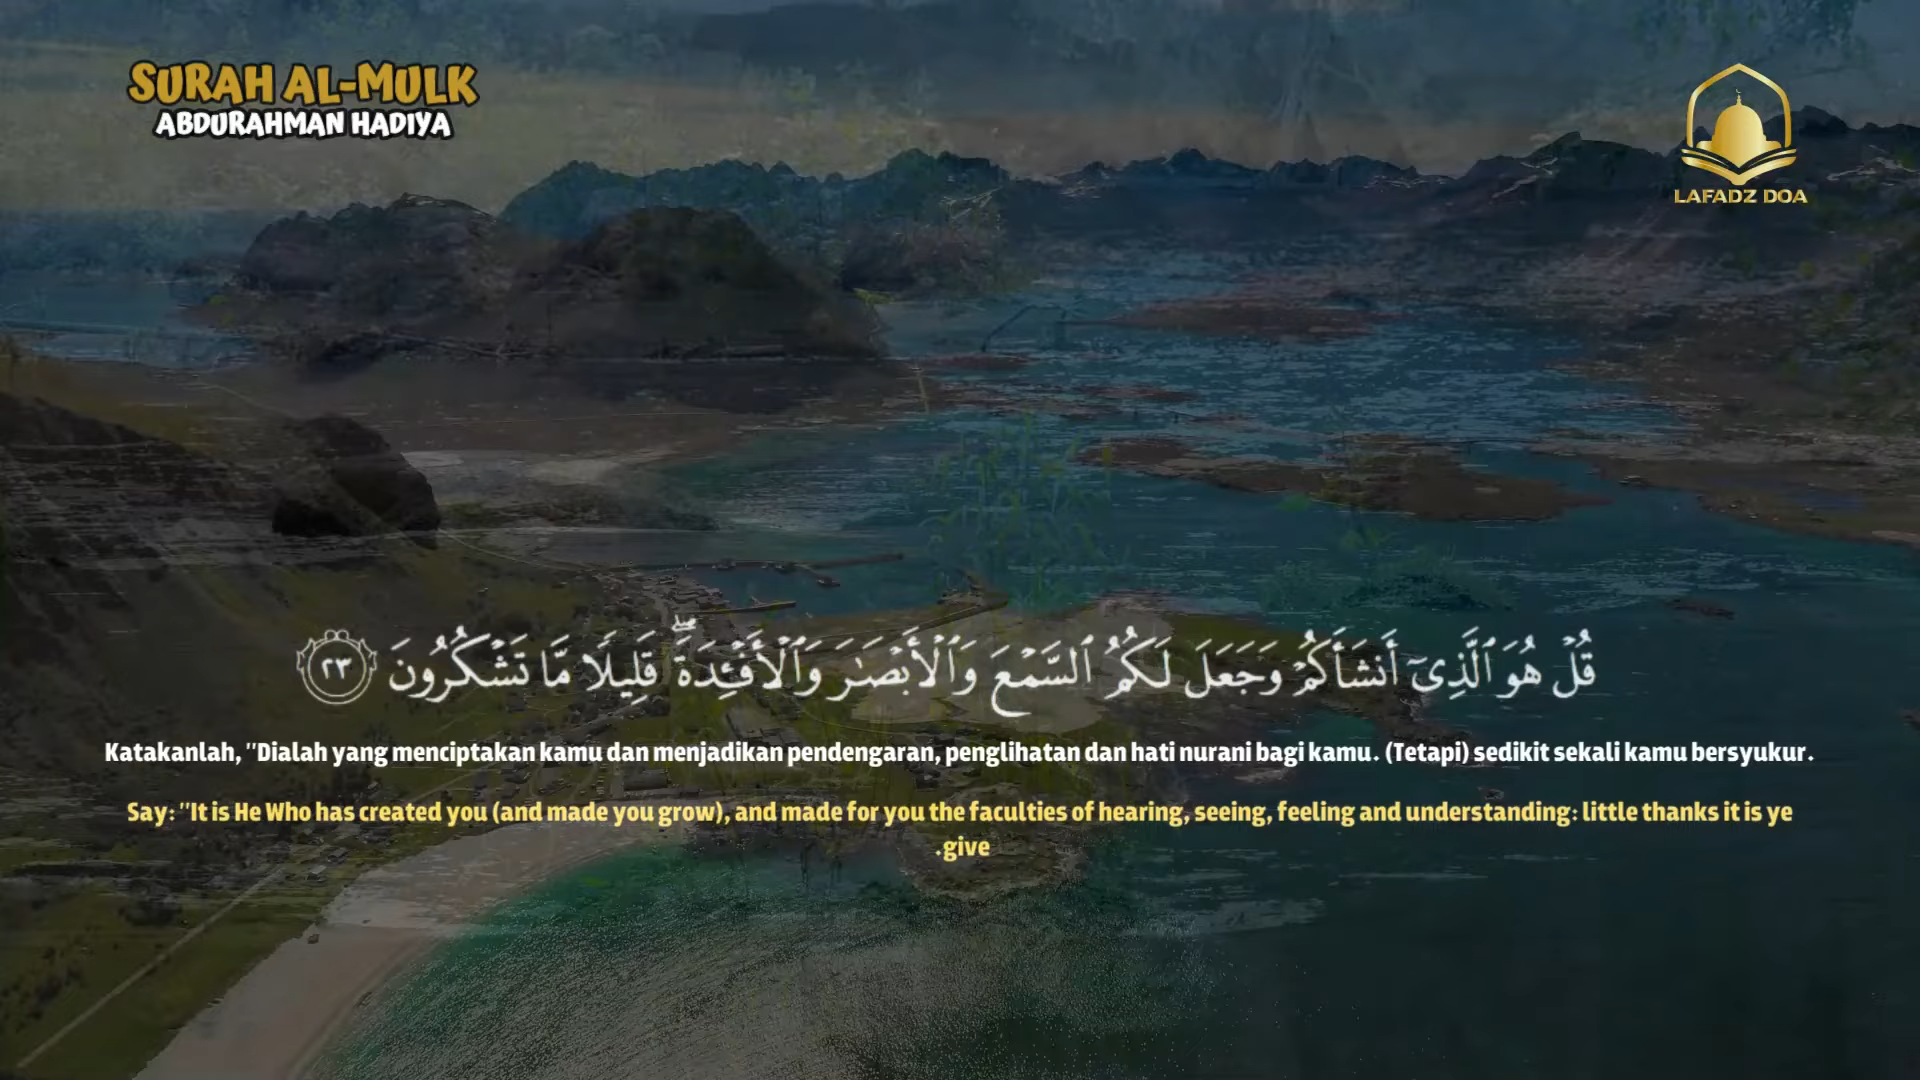 SURAH AL-MULK
ABDURAHMAN HADIYA
LAFADZ DOA
قُلْ هُوَ ٱلَّذِىٓ أَنشَأَكُمْ وَجَعَلَ لَكُمُ ٱلسَّمْعَ وَٱلْأَبْصَٰرَ وَٱلْأَفْـِٔدَةَ ۖ قَلِيلًا مَّا تَشْكُرُونَ ٢٣
Katakanlah, "Dialah yang menciptakan kamu dan menjadikan pendengaran, penglihatan dan hati nurani bagi kamu. (Tetapi) sedikit sekali kamu bersyukur.
Say: "It is He Who has created you (and made you grow), and made for you the faculties of hearing, seeing, feeling and understanding: little thanks it is ye
.give